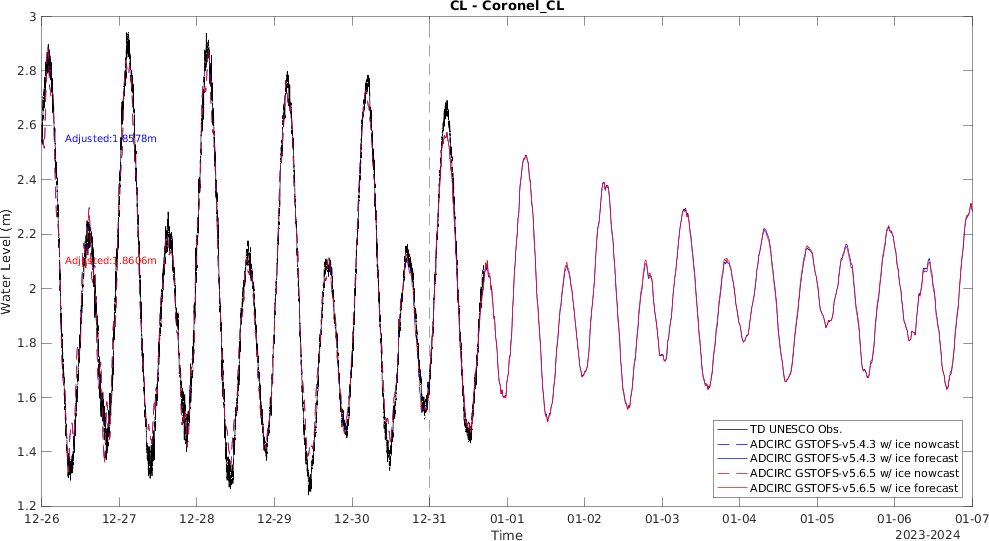 CL - Coronel_CL
3
2.8
2.6
2.4
2.2
2
1.8
1.6
1.4
1.2
Water Level (m)
Adjusted:1.8578m
Adjusted:1.8606m
TD UNESCO Obs.
ADCIRC GSTOFS-v5.4.3 w/ ice nowcast
ADCIRC GSTOFS-v5.4.3 w/ ice forecast
ADCIRC GSTOFS-v5.6.5 w/ ice nowcast
ADCIRC GSTOFS-v5.6.5 w/ ice forecast
12-26 12-27 12-28 12-29 12-30 12-31 01-01 01-02 01-03 01-04 01-05 01-06 01-07
Time
2023-2024